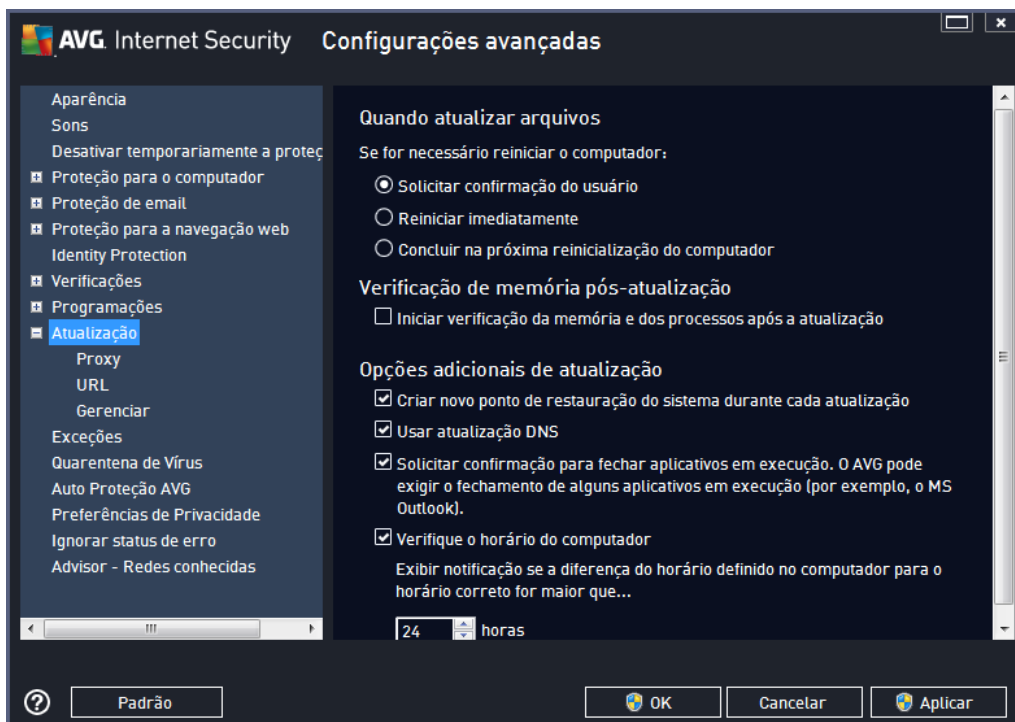 AVG. Internet Security Configurações avançadas
Aparência
Sons
Desativar temporariamente a proteç
Proteção para o computador
Proteção de email
Proteção para a navegação web
Identity Protection
Verificações
Programações
Atualização
Proxy
URL
Gerenciar
Exceções
Quarentena de Vírus
Auto Proteção AVG
Preferências de Privacidade
Ignorar status de erro
Advisor - Redes conhecidas
Quando atualizar arquivos
Se for necessário reiniciar o computador:
Solicitar confirmação do usuário
Reiniciar imediatamente
Concluir na próxima reinicialização do computador
Verificação de memória pós-atualização
Iniciar verificação da memória e dos processos após a atualização
Opções adicionais de atualização
Criar novo ponto de restauração do sistema durante cada atualização
Usar atualização DNS
Solicitar confirmação para fechar aplicativos em execução. O AVG pode
exigir o fechamento de alguns aplicativos em execução (por exemplo, o MS
Outlook).
Verifique o horário do computador
Exibir notificação se a diferença do horário definido no computador para o
horário correto for maior que...
24 horas
Padrão
OK
Cancelar
Aplicar